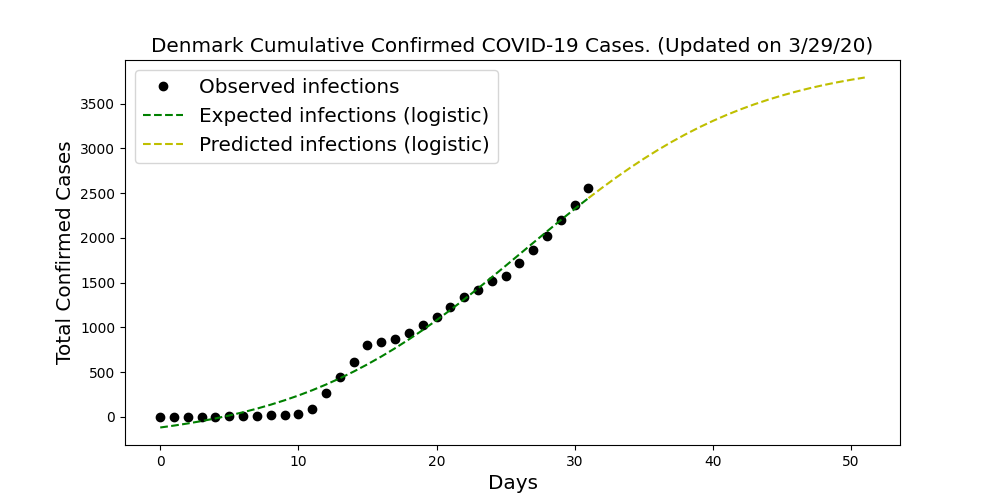 Denmark Cumulative Confirmed COVID-19 Cases. (Updated on 3/29/20)
Observed infections
Expected infections (logistic)
Predicted infections (logistic)
Total Confirmed Cases
3500
3000
2500
2000
1500
1000
500
0
0 10 20 30 40 50
Days